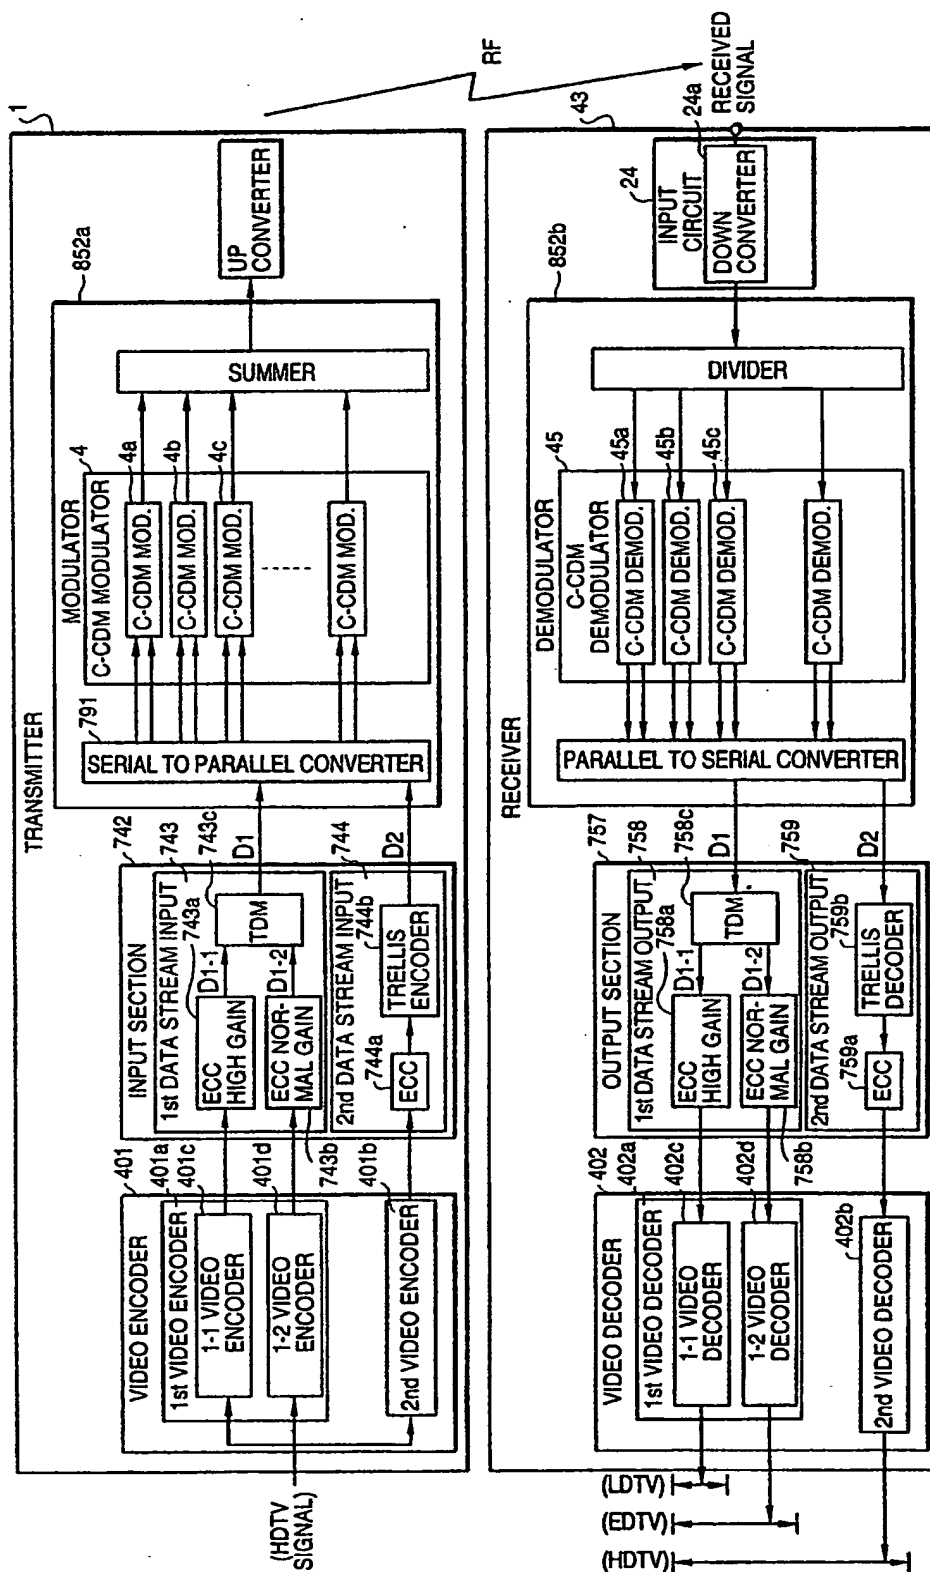 TRANSMITTER
1
(HDTV
SIGNAL)
VIDEO ENCODER
401
1st VIDEO ENCODER
401a
1-1 VIDEO
ENCODER
401c
1-2 VIDEO
ENCODER
401d
2nd VIDEO ENCODER
401b
INPUT SECTION
742
1st DATA STREAM INPUT
743
743a
ECC
HIGH GAIN
ECC NOR-
MAL GAIN
743b
D1-1
D1-2
743c
TDM
2nd DATA STREAM INPUT
744
744a
ECC
744b
TRELLIS
ENCODER
D1
D2
852a
791
SERIAL TO PARALLEL CONVERTER
MODULATOR
C-CDM MODULATOR
4
C-CDM MOD.
4a
C-CDM MOD.
4b
C-CDM MOD.
4c
C-CDM MOD.
SUMMER
UP
CONVERTER
RF
RECEIVER
43
RECEIVED
SIGNAL
24
INPUT
CIRCUIT
24a
DOWN
CONVERTER
852b
DIVIDER
DEMODULATOR
C-CDM
DEMODULATOR
45
C-CDM DEMOD.
45a
C-CDM DEMOD.
45b
C-CDM DEMOD.
45c
C-CDM DEMOD.
PARALLEL TO SERIAL CONVERTER
D1
D2
OUTPUT SECTION
757
1st DATA STREAM OUTPUT
758
758a
758c
TDM
D1-1
D1-2
ECC
HIGH GAIN
ECC NOR-
MAL GAIN
758b
2nd DATA STREAM OUTPUT
759
759a
ECC
759b
TRELLIS
DECODER
VIDEO DECODER
402
1st VIDEO DECODER
402a
1-1 VIDEO
DECODER
402c
1-2 VIDEO
DECODER
402d
2nd VIDEO DECODER
402b
(LDTV)
(EDTV)
(HDTV)